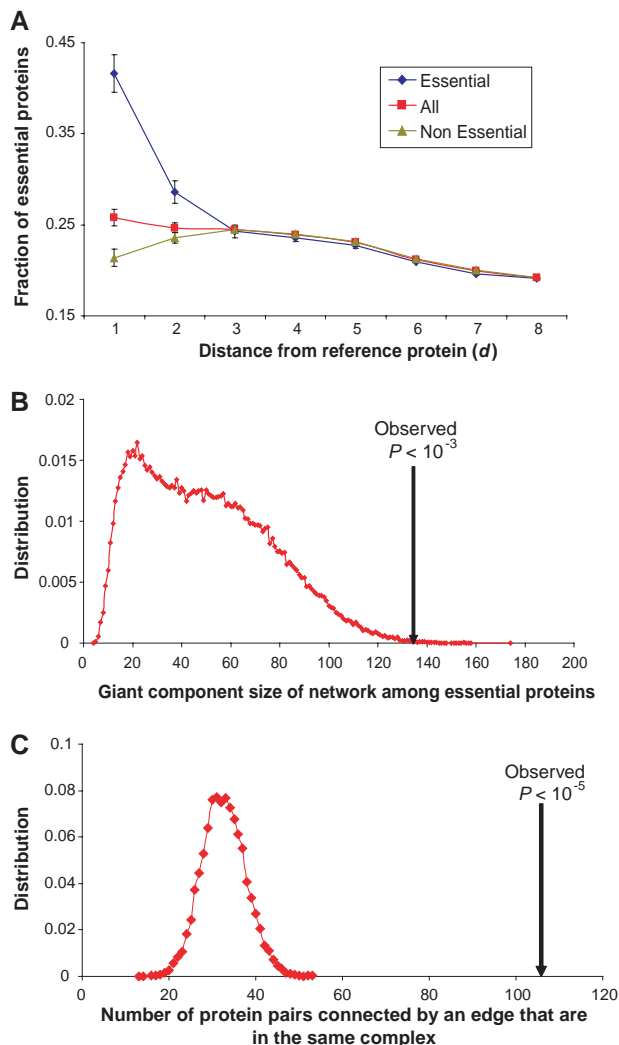 A
Fraction of essential proteins
0.45
0.35
0.25
0.15
Essential
All
Non Essential
1 2 3 4 5 6 7 8
Distance from reference protein (d)
B
Distribution
0.02
0.015
0.01
0.005
0
Observed
P < 10⁻³
0 20 40 60 80 100 120 140 160 180 200
Giant component size of network among essential proteins
C
Distribution
0.1
0.08
0.06
0.04
0.02
0
Observed
P < 10⁻⁵
0 20 40 60 80 100 120
Number of protein pairs connected by an edge that are
in the same complex